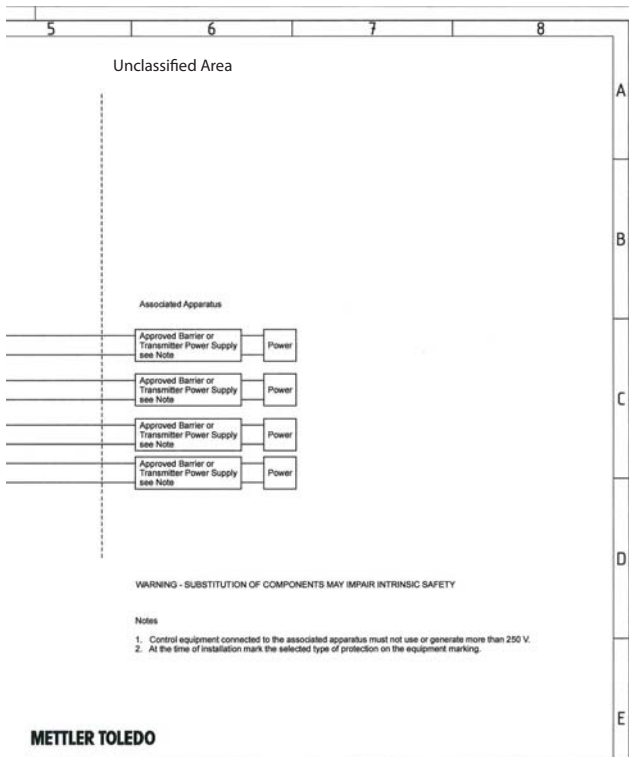 5 6 7 8
Unclassified Area
A
B
Associated Apparatus
Approved Barrier or
Transmitter Power Supply
see Note
Power
Approved Barrier or
Transmitter Power Supply
see Note
Power
C
Approved Barrier or
Transmitter Power Supply
see Note
Power
Approved Barrier or
Transmitter Power Supply
see Note
Power
D
WARNING - SUBSTITUTION OF COMPONENTS MAY IMPAIR INTRINSIC SAFETY
Notes
1. Control equipment connected to the associated apparatus must not use or generate more than 250 V.
2. At the time of installation mark the selected type of protection on the equipment marking.
E
METTLER TOLEDO